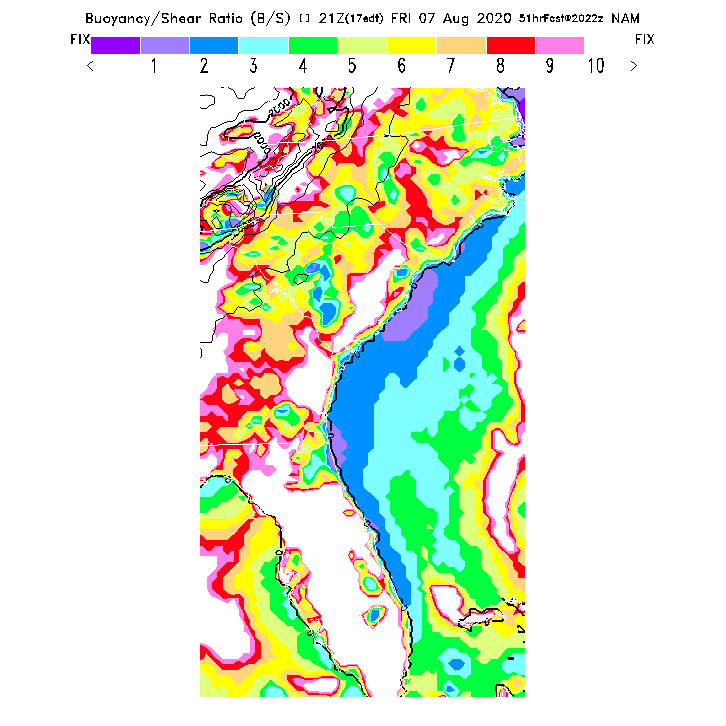 Buoyancy/Shear Ratio (B/S) [] 21Z(17edt) FRI 07 Aug 2020 51hrFcst@2022z NAM
FIX FIX
< 1 2 3 4 5 6 7 8 9 10 >
2000